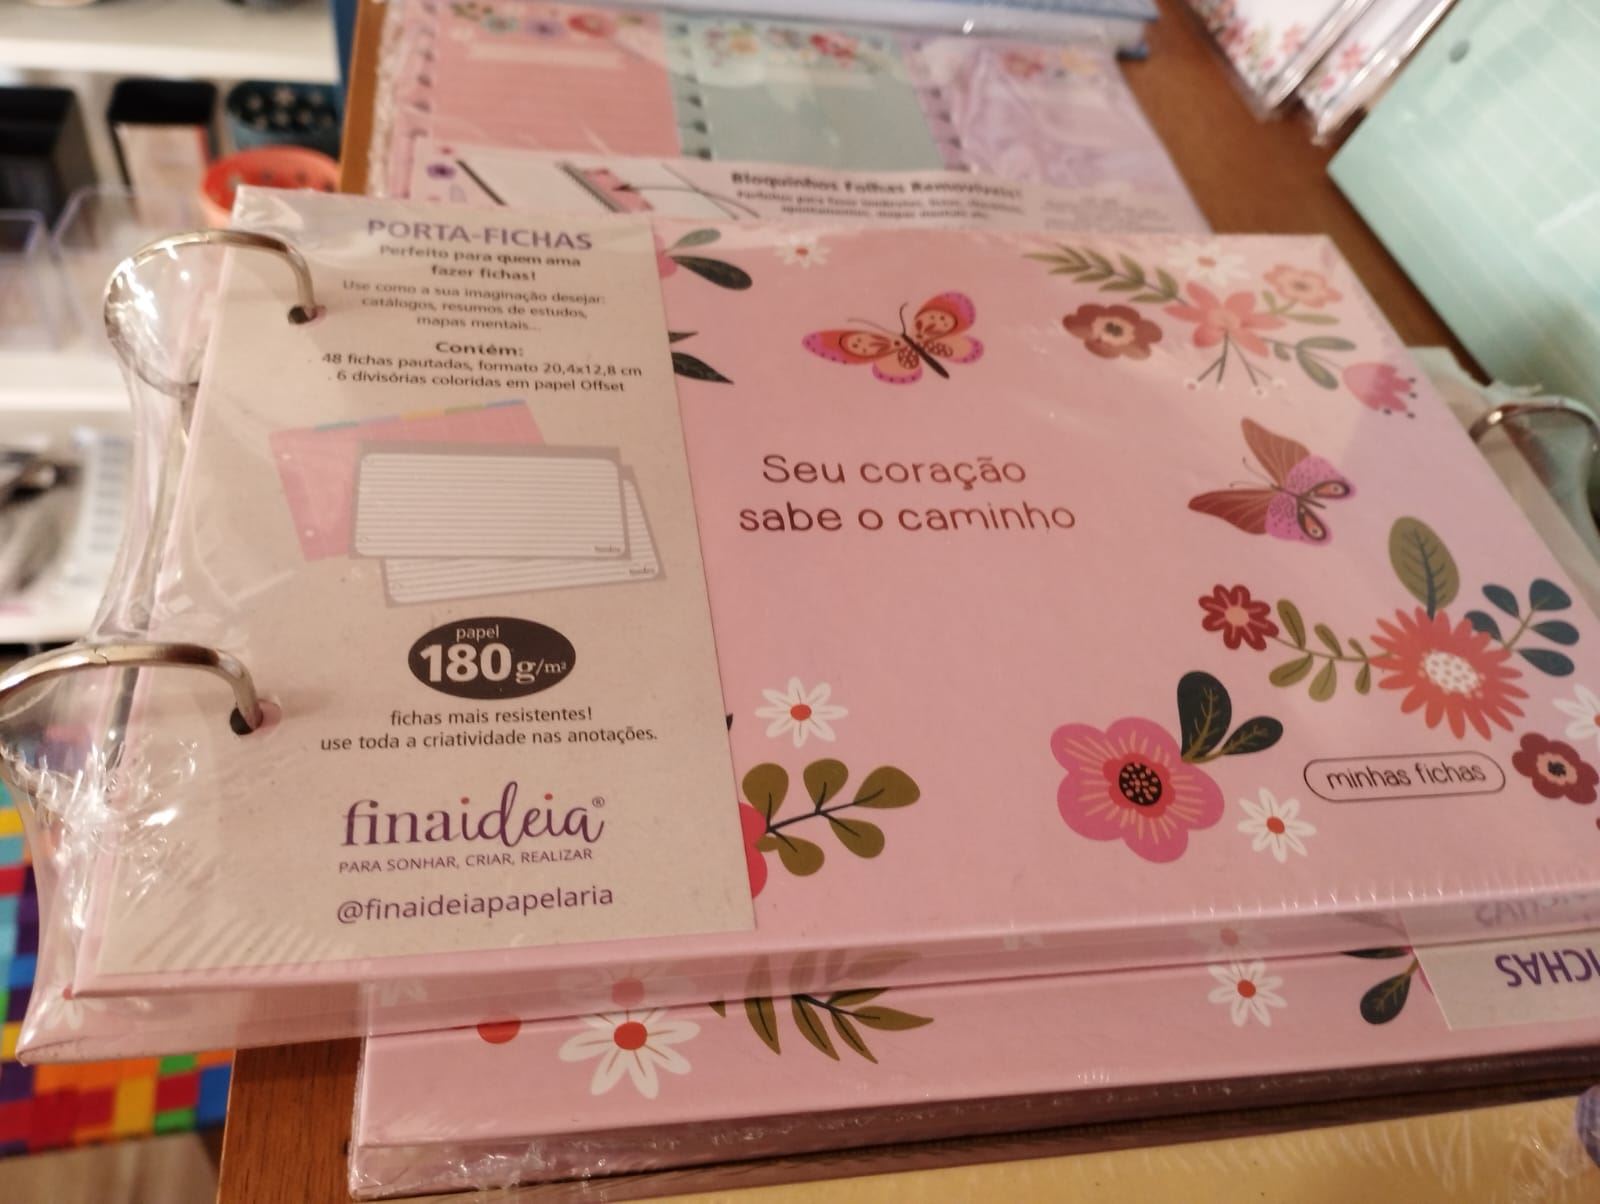 Bloquinhos Folhas Removíveis!
PORTA-FICHAS
Perfeito para quem ama
fazer fichas!
Use como a sua imaginação desejar:
catálogos, resumos de estudos,
mapas mentais...
Contém:
. 48 fichas pautadas, formato 20,4x12,8 cm
. 6 divisórias coloridas em papel Offset
papel
180g/m²
fichas mais resistentes!
use toda a criatividade nas anotações.
finaideia®
PARA SONHAR, CRIAR, REALIZAR
@finaideiapapelaria
Seu coração
sabe o caminho
minhas fichas